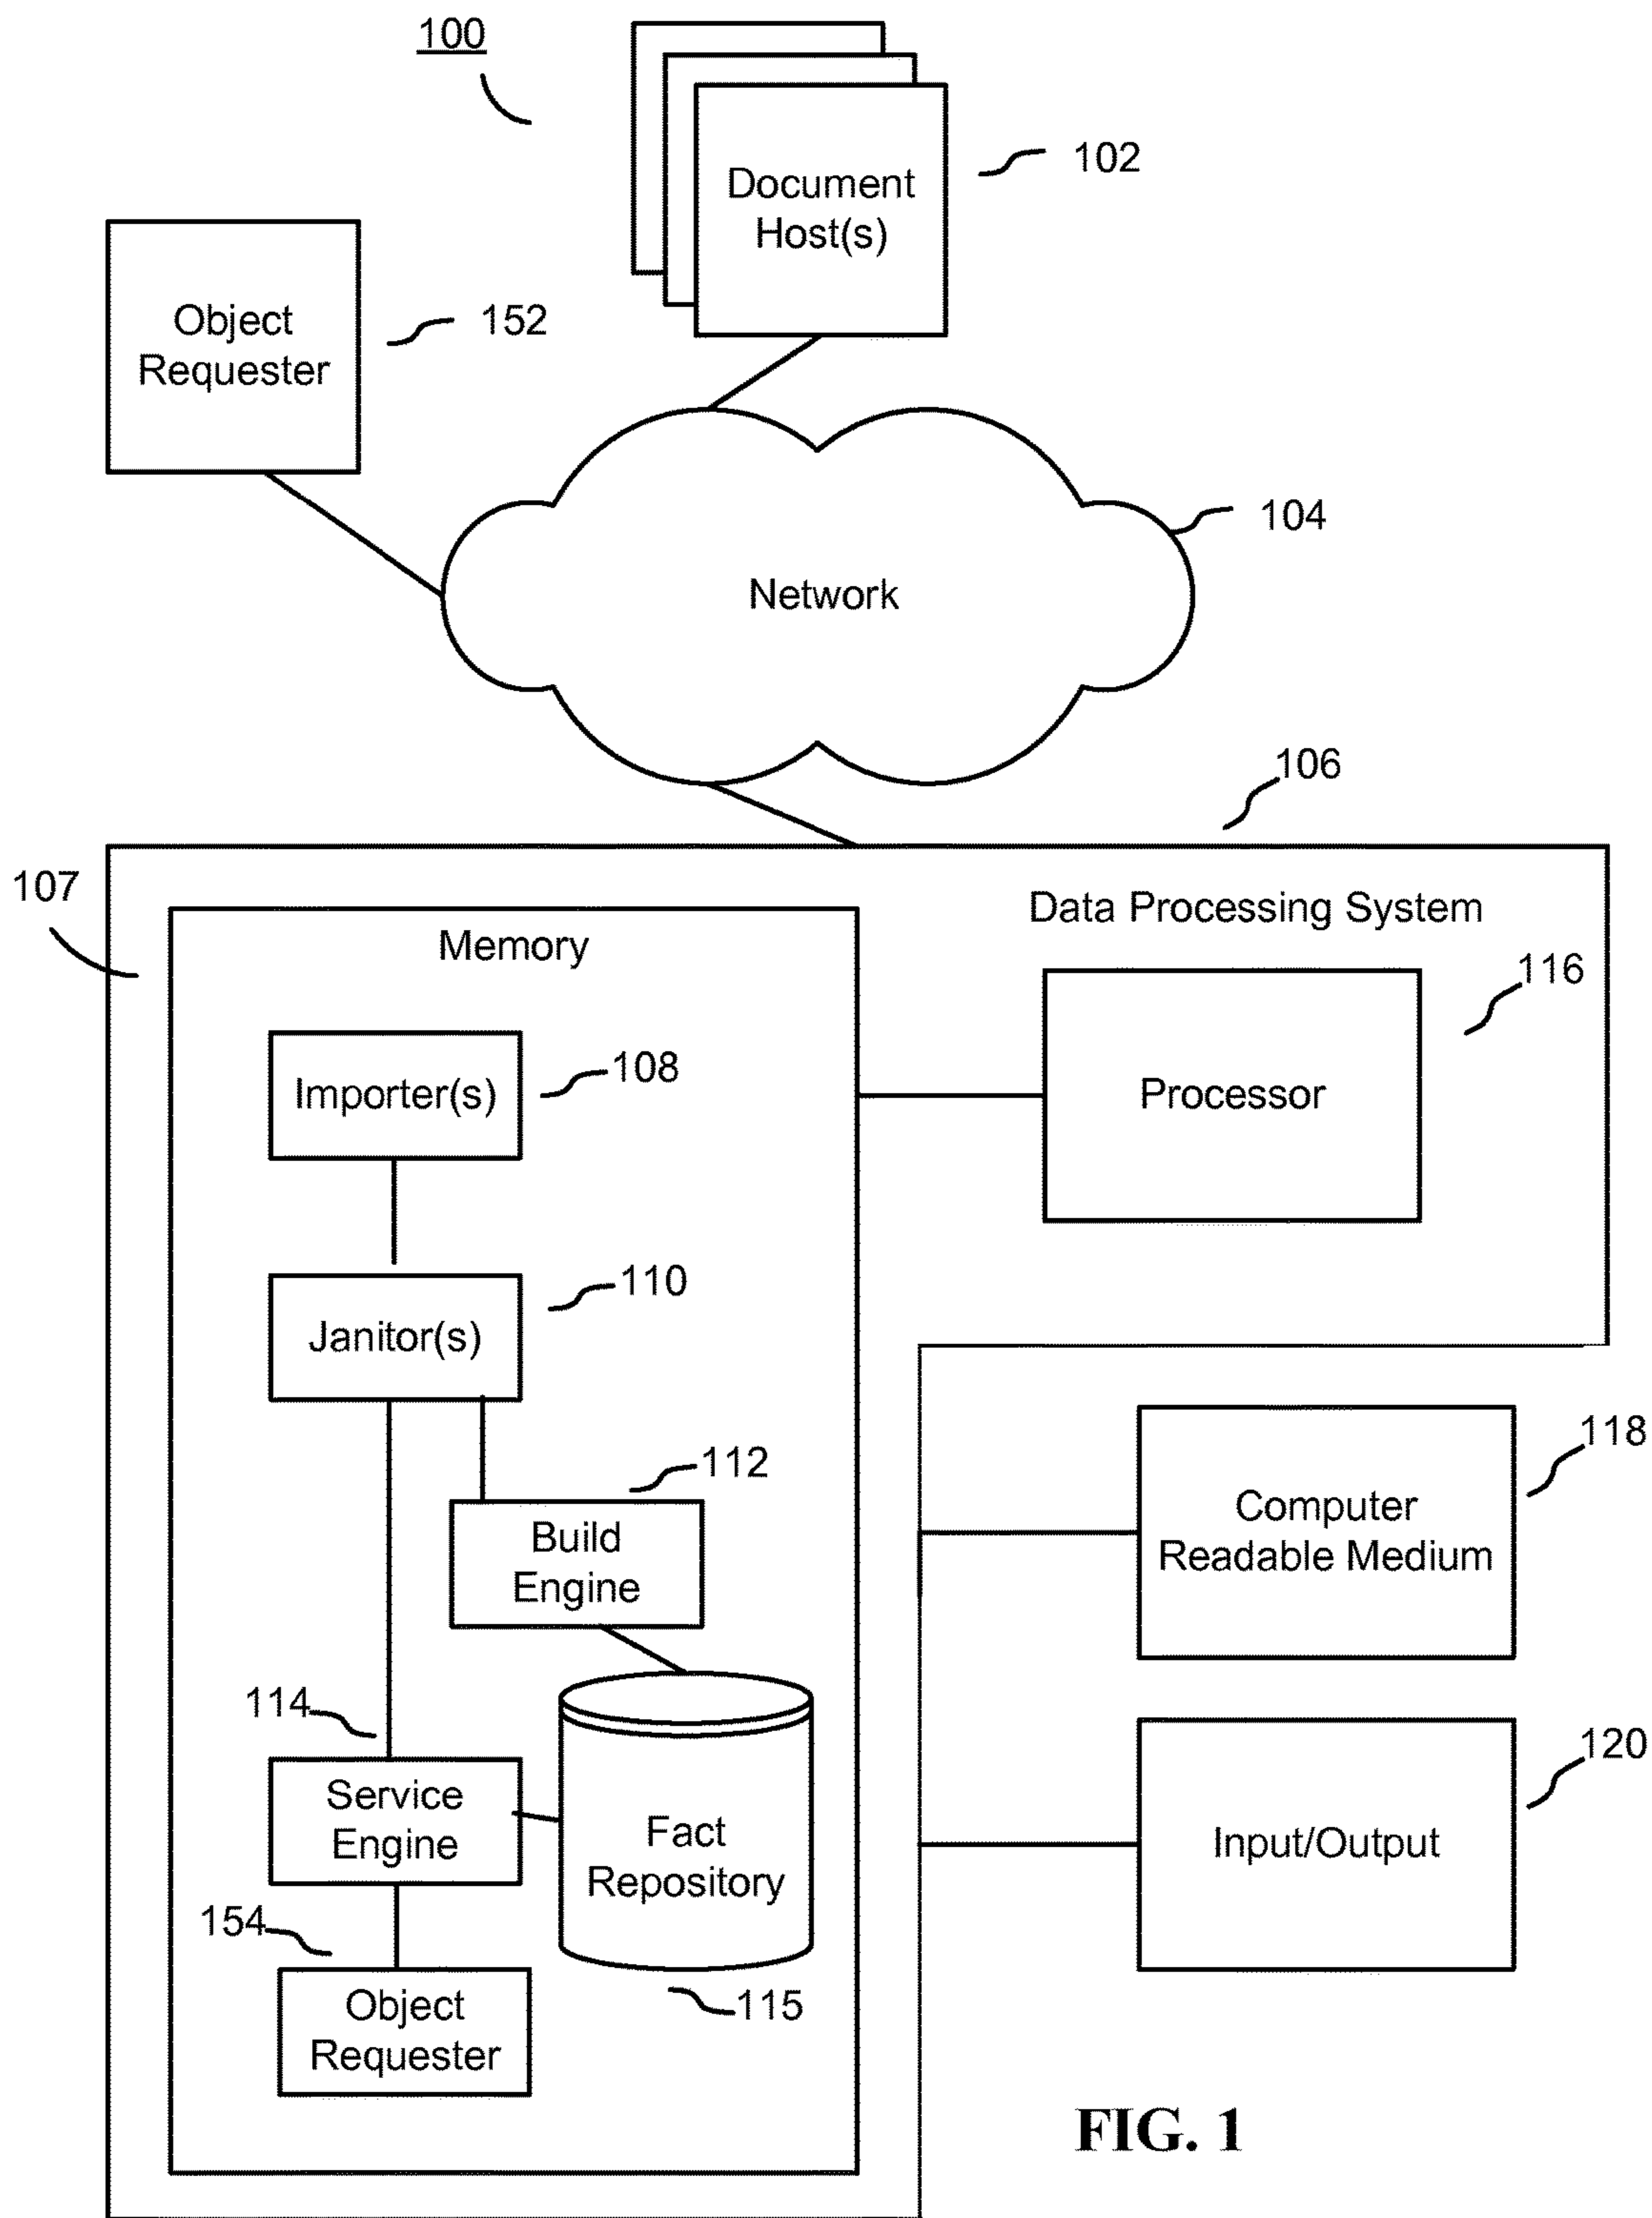 100
Document
Host(s)
102
Object
Requester
152
104
Network
106
107
Data Processing System
Memory
116
Importer(s)
108
Processor
110
Janitor(s)
112
118
Build
Engine
Computer
Readable Medium
114
120
Service
Engine
Fact
Repository
Input/Output
154
115
Object
Requester
FIG. 1